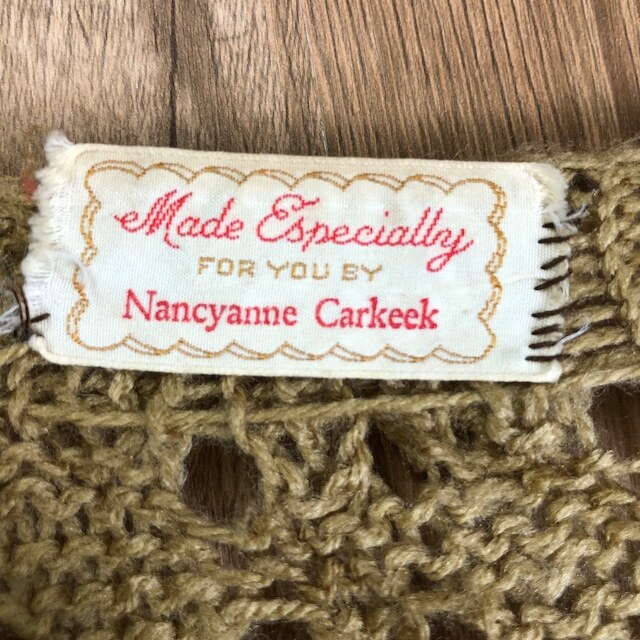 Made Especially
FOR YOU BY
Nancyanne Carkeek